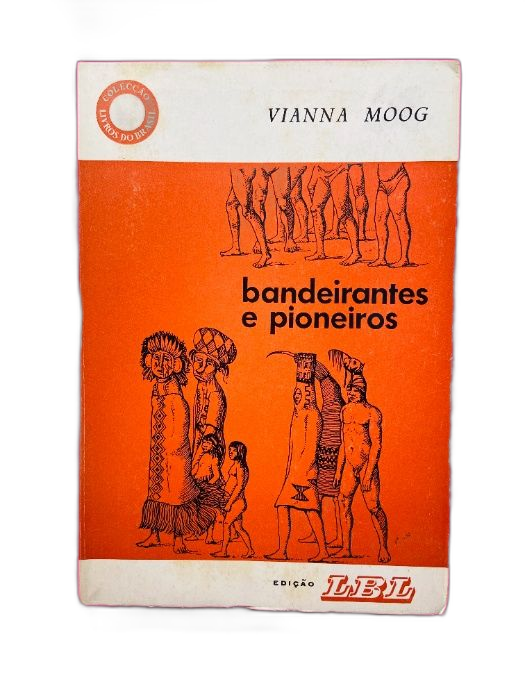 COLECÇÃO
LIVROS DO BRASIL
VIANNA MOOG
bandeirantes
e pioneiros
EDIÇÃO LBL